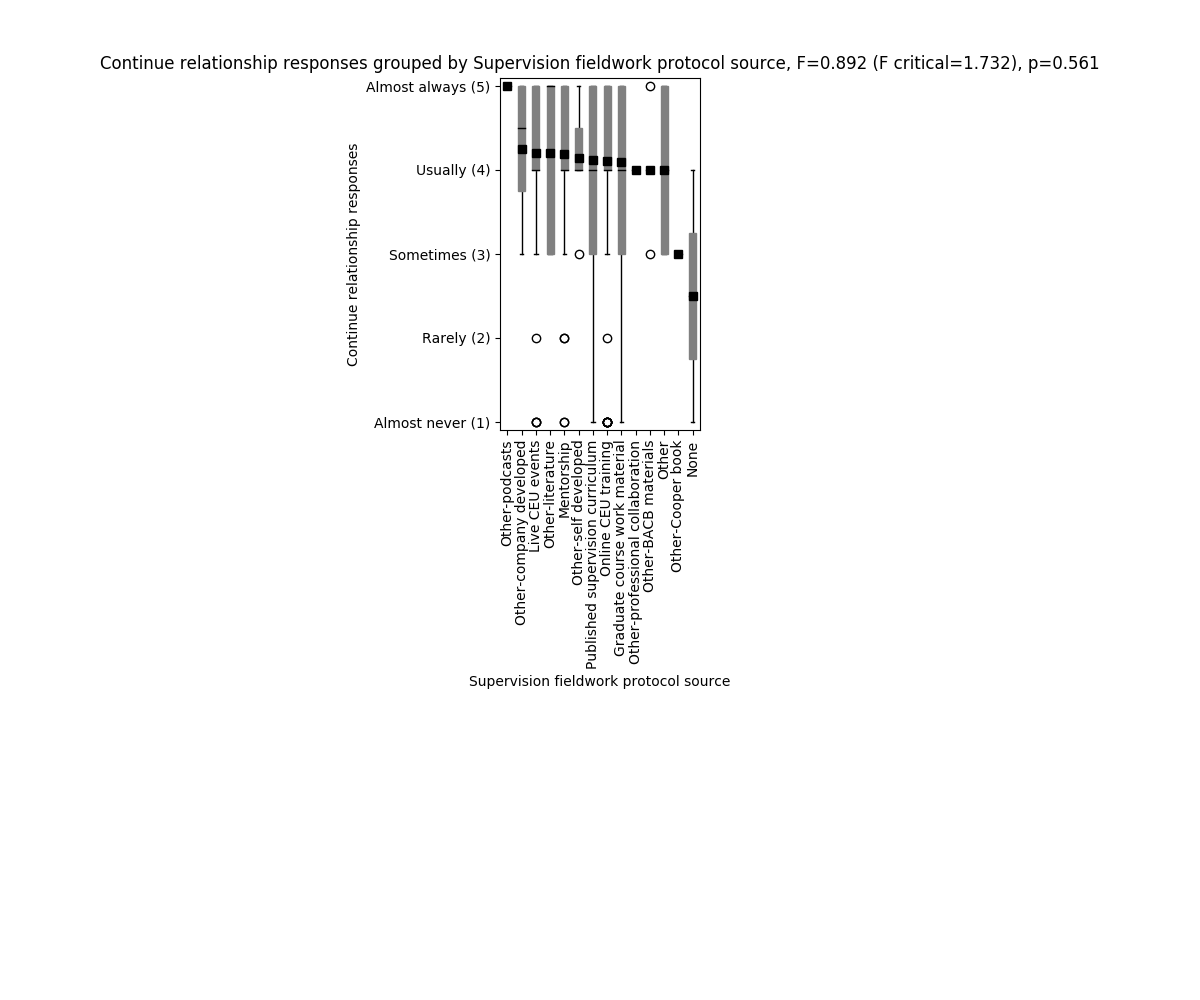 Continue relationship responses grouped by Supervision fieldwork protocol source, F=0.892 (F critical=1.732), p=0.561
Continue relationship responses
Almost always (5)
Usually (4)
Sometimes (3)
Rarely (2)
Almost never (1)
Other-podcasts
Other-company developed
Live CEU events
Other-literature
Mentorship
Other-self developed
Published supervision curriculum
Online CEU training
Graduate course work material
Other-professional collaboration
Other-BACB materials
Other
Other-Cooper book
None
Supervision fieldwork protocol source